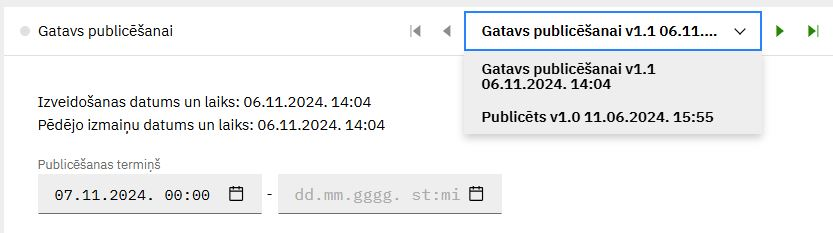 Gatavs publicēšanai
Gatavs publicēšanai v1.1 06.11....
Gatavs publicēšanai v1.1
06.11.2024. 14:04
Publicēts v1.0 11.06.2024. 15:55
Izveidošanas datums un laiks: 06.11.2024. 14:04
Pēdējo izmaiņu datums un laiks: 06.11.2024. 14:04
Publicēšanas termiņš
07.11.2024. 00:00 - dd.mm.gggg. st:mi